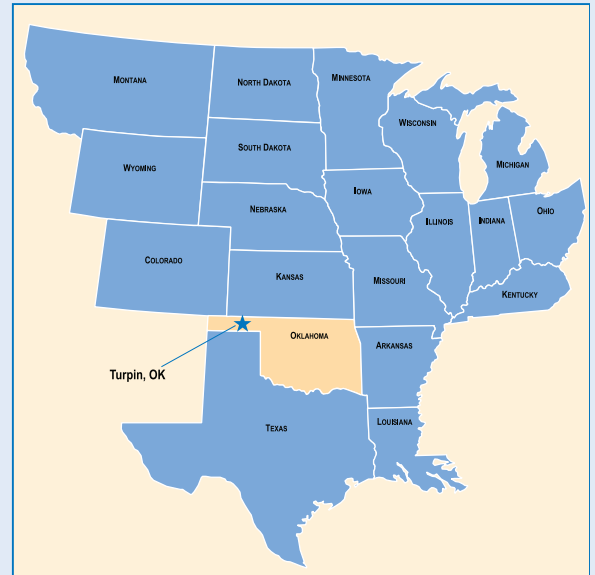 MONTANA
NORTH DAKOTA
MINNESOTA
WISCONSIN
SOUTH DAKOTA
MICHIGAN
WYOMING
IOWA
NEBRASKA
ILLINOIS
INDIANA
OHIO
COLORADO
KANSAS
MISSOURI
KENTUCKY
OKLAHOMA
ARKANSAS
Turpin, OK
LOUISIANA
TEXAS